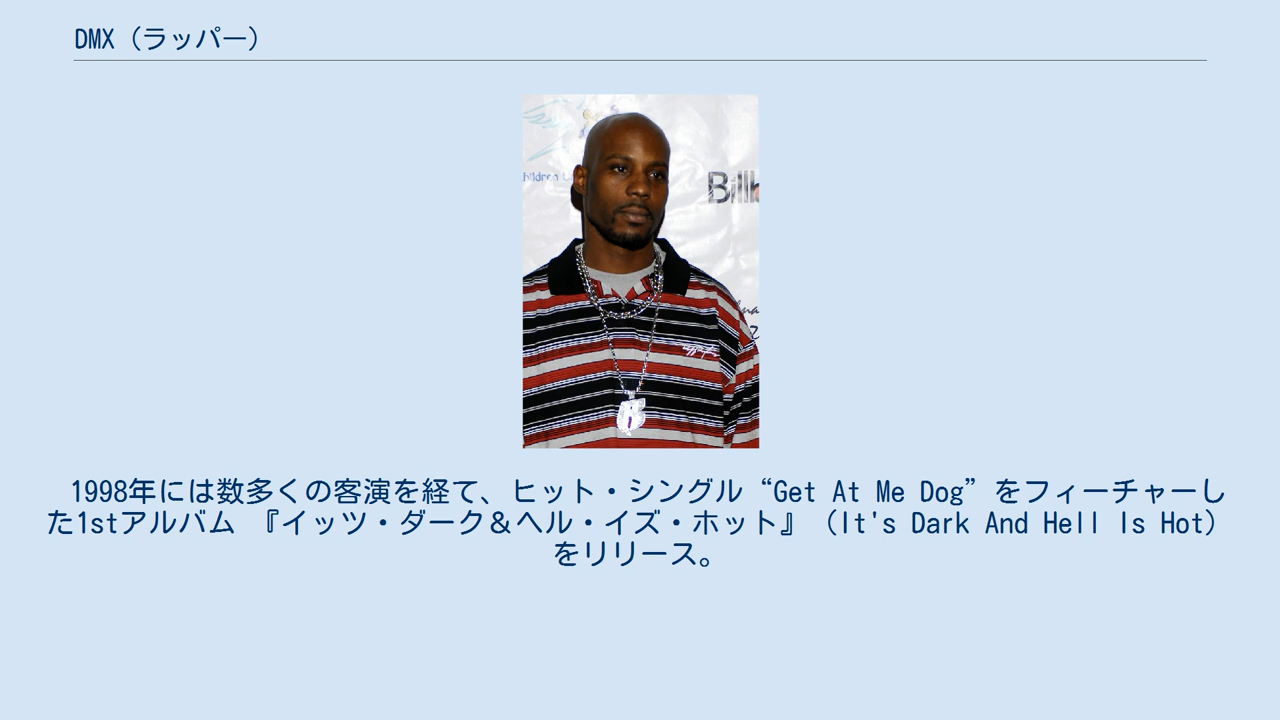 DMX（ラッパー）
hildren
Bill
1998年には数多くの客演を経て、ヒット・シングル“Get At Me Dog”をフィーチャーし
た1stアルバム 『イッツ・ダーク＆ヘル・イズ・ホット』（It's Dark And Hell Is Hot）
をリリース。